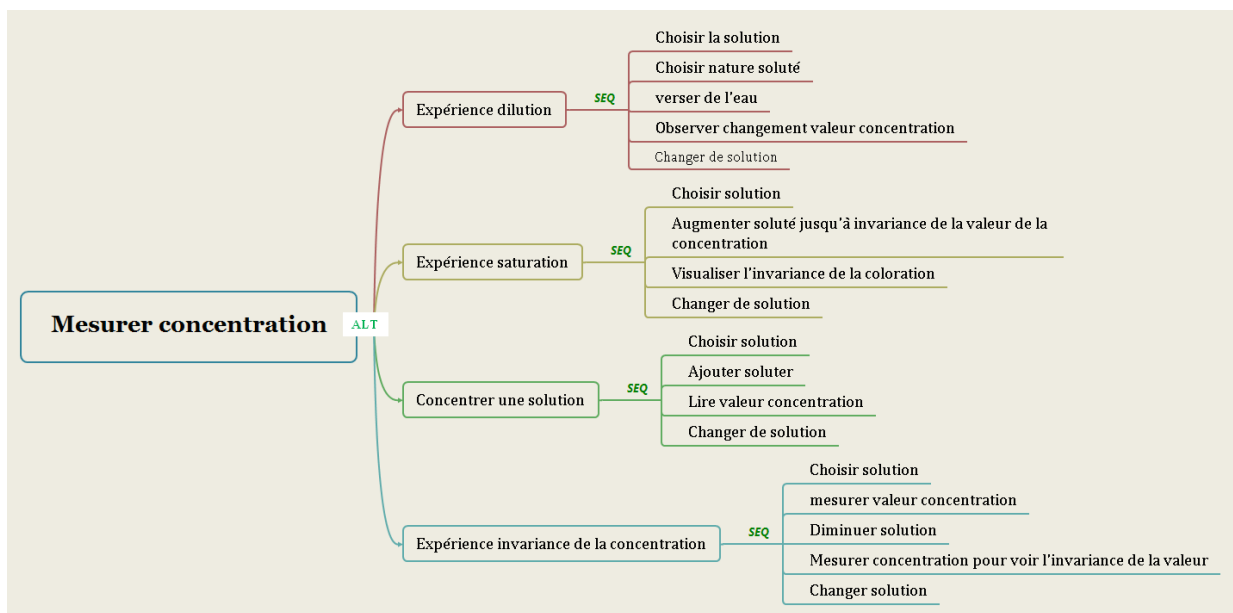 Mesurer concentration
ALT
Expérience dilution
SEQ
Choisir la solution
Choisir nature soluté
verser de l'eau
Observer changement valeur concentration
Changer de solution
Expérience saturation
SEQ
Choisir solution
Augmenter soluté jusqu'à invariance de la valeur de la
concentration
Visualiser l'invariance de la coloration
Changer de solution
Concentrer une solution
SEQ
Choisir solution
Ajouter soluter
Lire valeur concentration
Changer de solution
Expérience invariance de la concentration
SEQ
Choisir solution
mesurer valeur concentration
Diminuer solution
Mesurer concentration pour voir l'invariance de la valeur
Changer solution